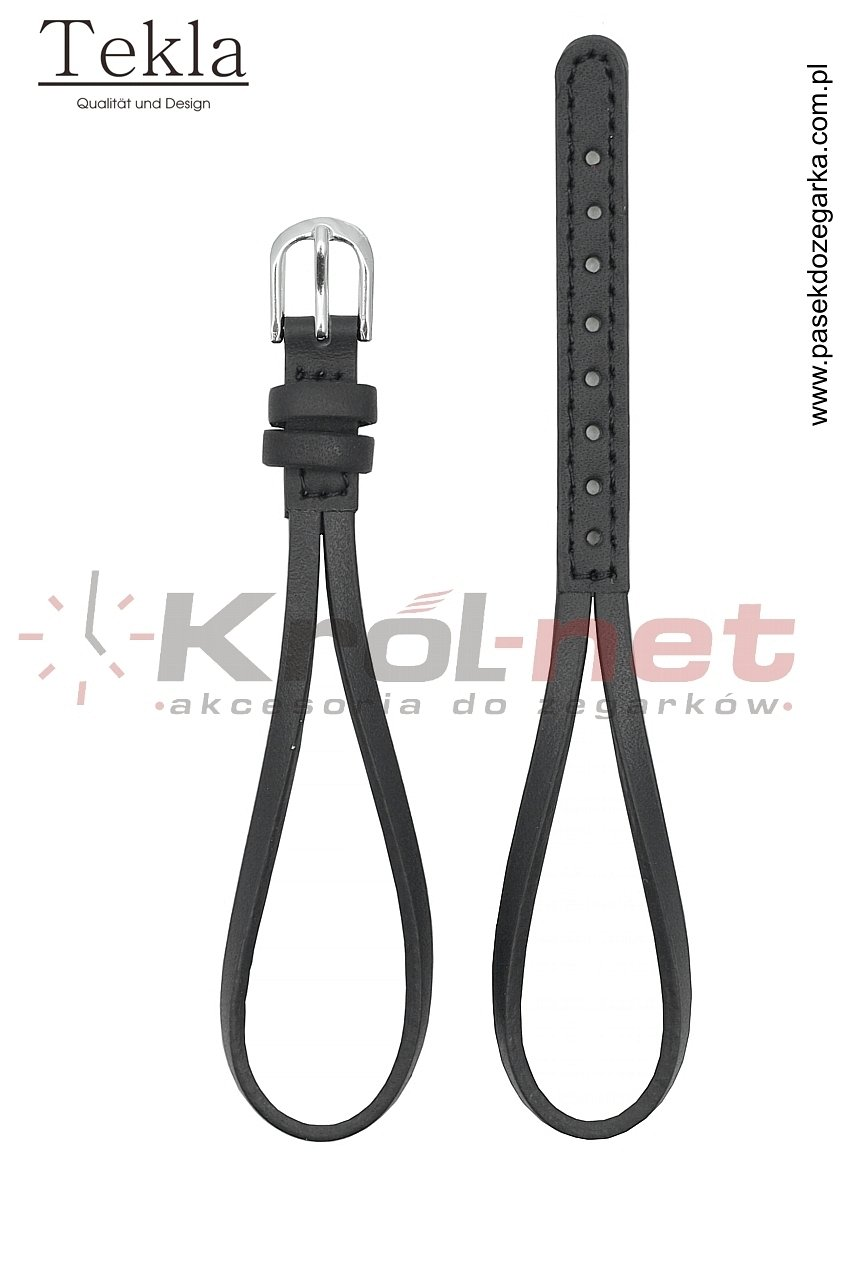 Tekla
Qualität und Design
www.pasekdozegarka.com.pl
Król-net
•akcesoria do zegarków•